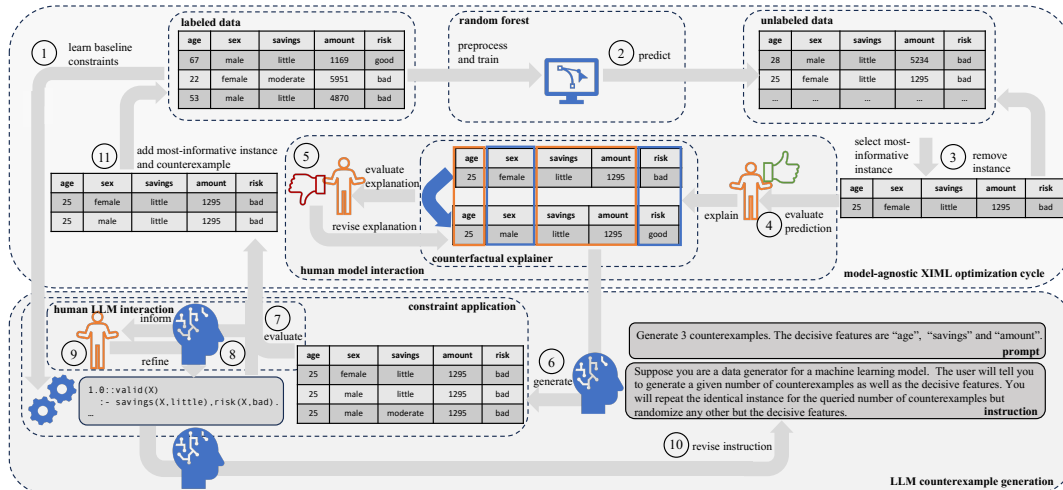 labeled data
age sex savings amount risk
67 male little 1169 good
22 female moderate 5951 bad
53 male little 4870 bad
random forest
preprocess
and train
2 predict
unlabeled data
age sex savings amount risk
28 male little 5234 bad
25 female little 1295 bad
... ... ... ... ...
1 learn baseline
constraints
11 add most-informative instance
and counterexample
age sex savings amount risk
25 female little 1295 bad
25 male little 1295 bad
5
evaluate
explanation
revise explanation
human model interaction
age sex savings amount risk
25 female little 1295 bad
age sex savings amount risk
25 male little 1295 good
counterfactual explainer
explain
4 evaluate
prediction
select most-
informative
instance
3 remove
instance
age sex savings amount risk
25 female little 1295 bad
model-agnostic XIML optimization cycle
human LLM interaction
inform
9
refine
8
7
evaluate
constraint application
1.0::valid(X)
:- savings(X,little),risk(X,bad).
…
age sex savings amount risk
25 female little 1295 bad
25 male little 1295 bad
25 male moderate 1295 bad
6
generate
Generate 3 counterexamples. The decisive features are “age”, “savings” and “amount”.
prompt
Suppose you are a data generator for a machine learning model. The user will tell you
to generate a given number of counterexamples as well as the decisive features. You
will repeat the identical instance for the queried number of counterexamples but
randomize any other but the decisive features.
instruction
10 revise instruction
LLM counterexample generation